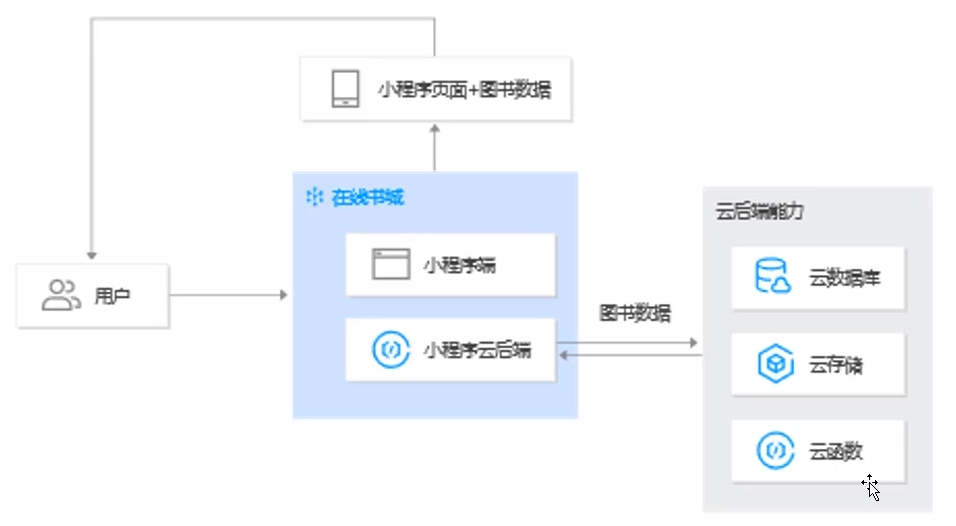 小程序页面+图书数据
在线书城
小程序端
小程序云后端
用户
图书数据
云后端能力
云数据库
云存储
云函数